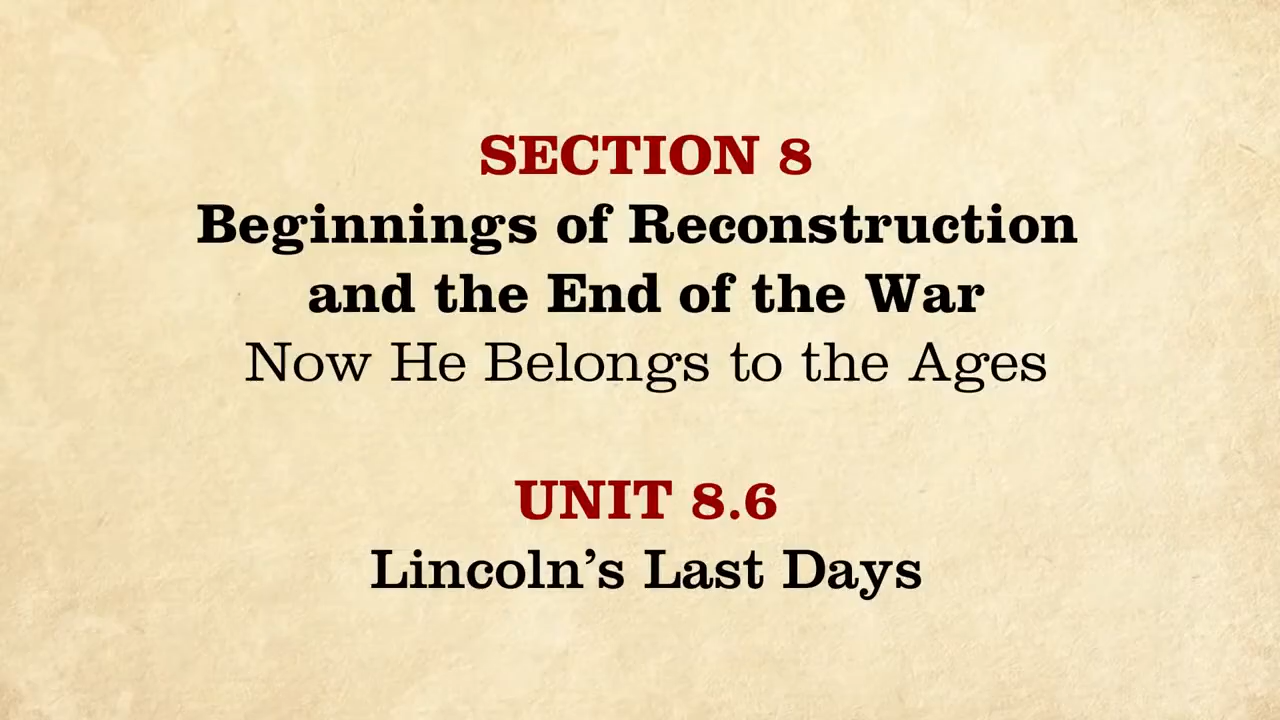 SECTION 8
Beginnings of Reconstruction
and the End of the War
Now He Belongs to the Ages
UNIT 8.6
Lincoln’s Last Days